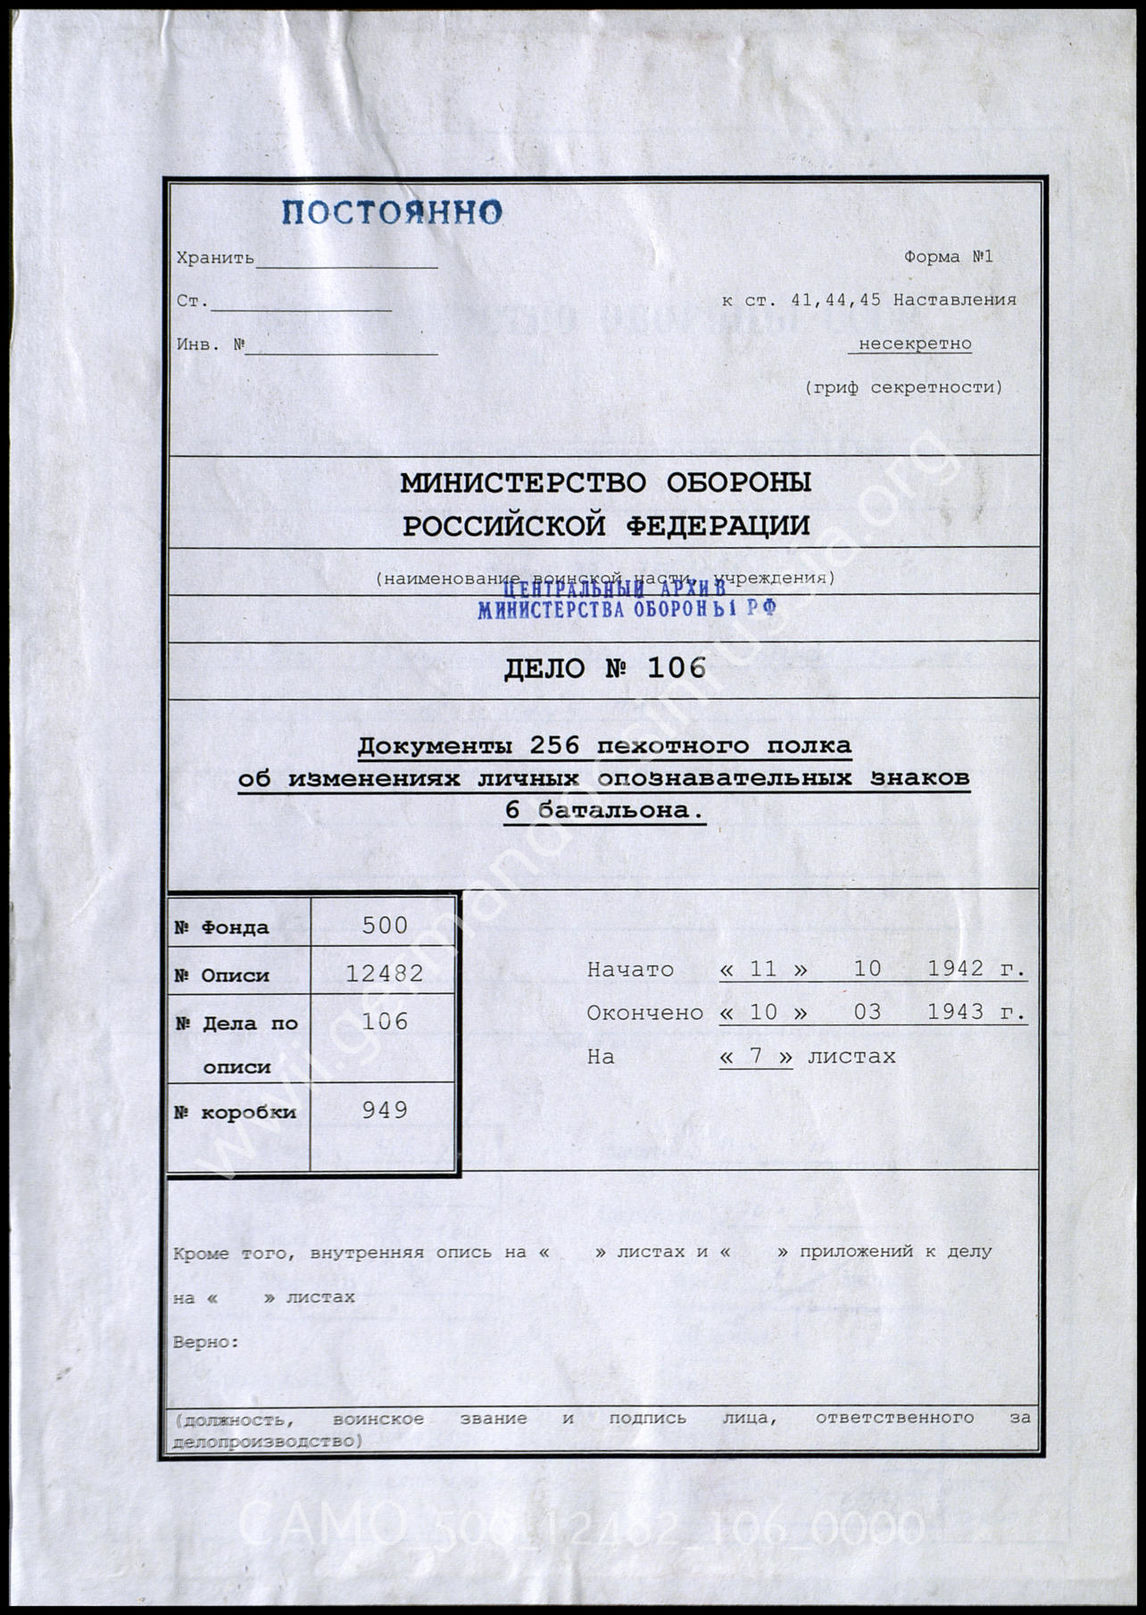 ПОСТОЯННО
Хранить
Форма №1
Ст.
к ст. 41,44,45 Наставления
Инв. №
несекретно
(гриф секретности)
МИНИСТЕРСТВО ОБОРОНЫ
РОССИЙСКОЙ ФЕДЕРАЦИИ
(наименование воинской части, учреждения)
ЦЕНТРАЛЬНЫЙ АРХИВ
МИНИСТЕРСТВА ОБОРОНЫ РФ
ДЕЛО № 106
Документы 256 пехотного полка
об изменениях личных опознавательных знаков
6 батальона.
№ Фонда 500
№ Описи 12482
№ Дела по 106
описи
№ коробки 949
Начато « 11 » 10 1942 г.
Окончено « 10 » 03 1943 г.
На « 7 » листах
Кроме того, внутренняя опись на « » листах и « » приложений к делу
на « » листах
Верно:
(должность, воинское звание и подпись лица, ответственного за
делопроизводство)
wwii.germandocsinrussia.org
CAMO_500_12482_106_0000